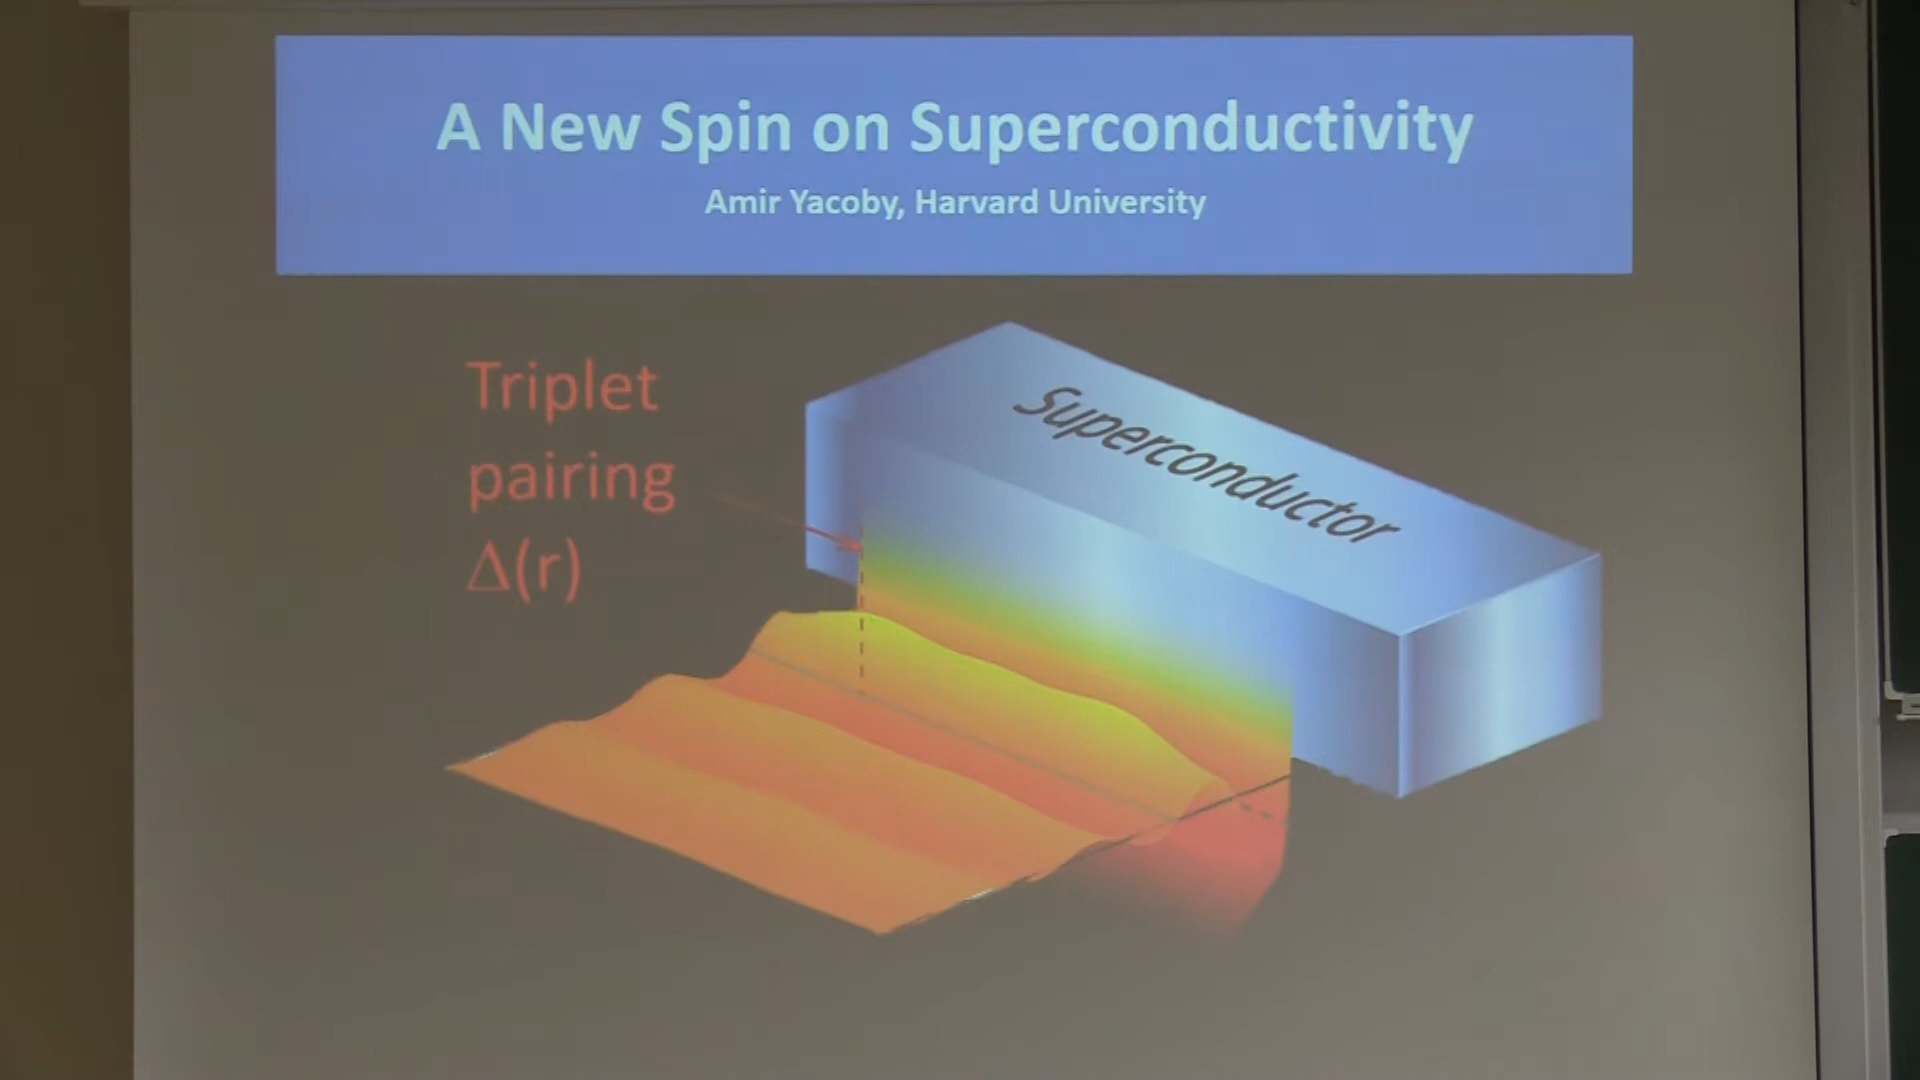 A New Spin on Superconductivity
Amir Yacoby, Harvard University
Triplet
pairing
Δ(r)
Superconductor